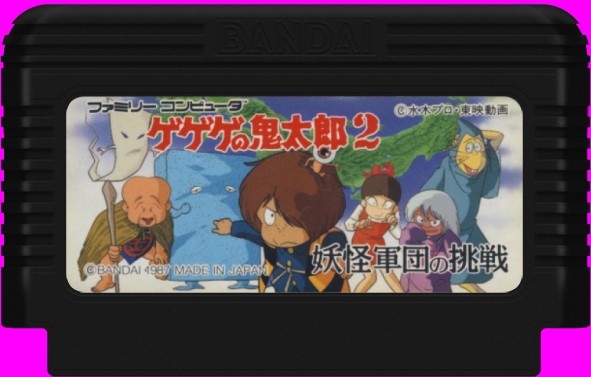 BANDAI
ファミリーコンピュータ
©水木プロ・東映動画
ゲゲゲの鬼太郎2
妖怪軍団の挑戦
©BANDAI 1987 MADE IN JAPAN